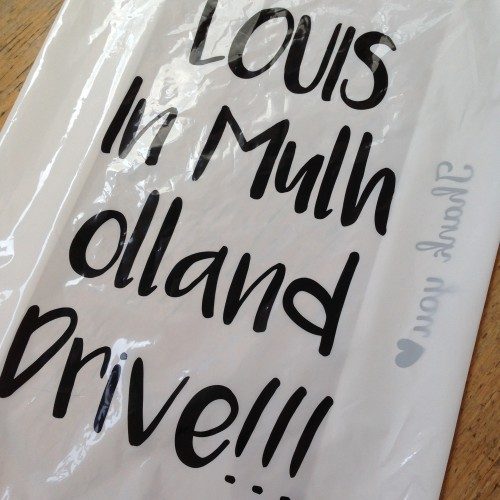 LOUIS
In Mulh
olland
Drive!!!
Thank you♥